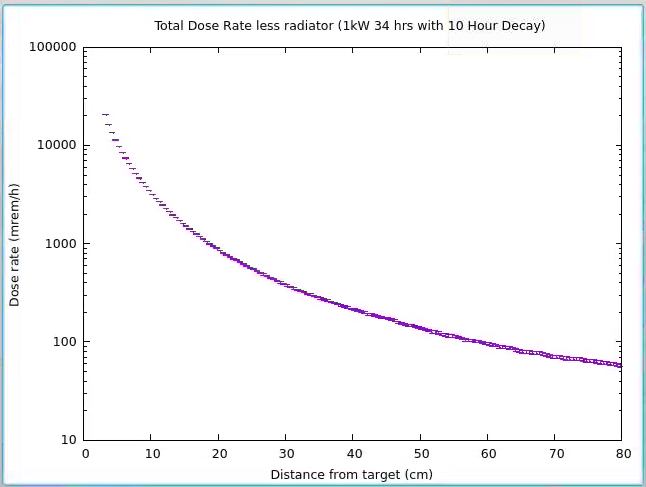 Total Dose Rate less radiator (1kW 34 hrs with 10 Hour Decay)
100000
10000
1000
100
10
Dose rate (mrem/h)
0 10 20 30 40 50 60 70 80
Distance from target (cm)